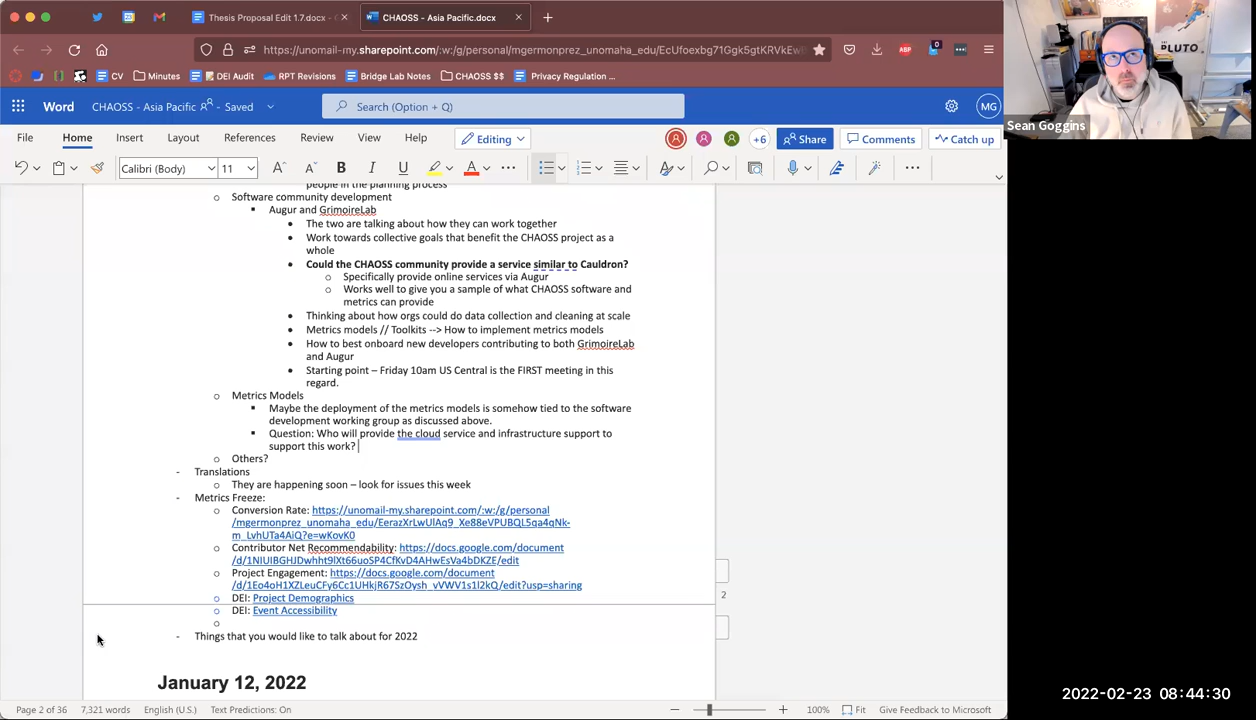 Thesis Proposal Edit 1.7.docx -
CHAOSS - Asia Pacific.docx
https://unomail-my.sharepoint.com/:w:/g/personal/mgermonprez_unomaha_edu/EcUfoexbg71Ggk5gtKRVkEw
CV
Minutes
DEI Audit
RPT Revisions
Bridge Lab Notes
CHAOSS $$
Privacy Regulation ...
PLUTO
Sean Goggins
Word
CHAOSS - Asia Pacific
- Saved
Search (Option + Q)
MG
File
Home
Insert
Layout
References
Review
View
Help
Editing
+6
Share
Comments
Catch up
Calibri (Body)
11
people in the planning process
o Software community development
▪ Augur and GrimoireLab
• The two are talking about how they can work together
• Work towards collective goals that benefit the CHAOSS project as a
whole
• Could the CHAOSS community provide a service similar to Cauldron?
o Specifically provide online services via Augur
o Works well to give you a sample of what CHAOSS software and
metrics can provide
• Thinking about how orgs could do data collection and cleaning at scale
• Metrics models // Toolkits --> How to implement metrics models
• How to best onboard new developers contributing to both GrimoireLab
and Augur
• Starting point – Friday 10am US Central is the FIRST meeting in this
regard.
o Metrics Models
▪ Maybe the deployment of the metrics models is somehow tied to the software
development working group as discussed above.
▪ Question: Who will provide the cloud service and infrastructure support to
support this work?
o Others?
- Translations
o They are happening soon – look for issues this week
- Metrics Freeze:
o Conversion Rate: https://unomail-my.sharepoint.com/:w:/g/personal
/mgermonprez_unomaha_edu/EerazXrLwUlAq9_Xe88eVPUBQL5qa4qNk-
m_LvhUTa4AiQ?e=wKovK0
o Contributor Net Recommendability: https://docs.google.com/document
/d/1NIUIBGHJDwhht9lXt66uoSP4CfKvD4AHwEsVa4bDKZE/edit
o Project Engagement: https://docs.google.com/document
/d/1Eo4oH1XZLeuCFy6Cc1UHkjR67SzOysh_vVWV1s1l2kQ/edit?usp=sharing
o DEI: Project Demographics
o DEI: Event Accessibility
o
- Things that you would like to talk about for 2022
2
January 12, 2022
Page 2 of 36
7,321 words
English (U.S.)
Text Predictions: On
100%
Fit
Give Feedback to Microsoft
2022-02-23 08:44:30